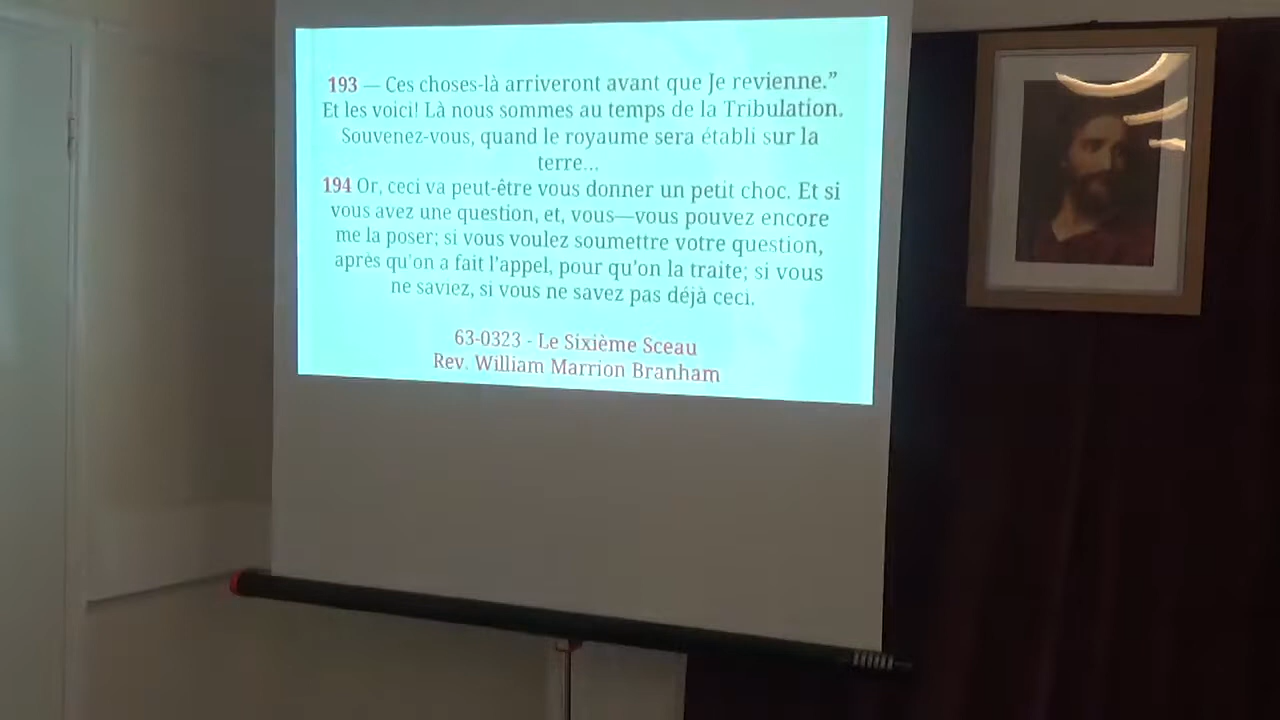 193 — Ces choses-là arriveront avant que Je revienne.”
Et les voici! Là nous sommes au temps de la Tribulation.
Souvenez-vous, quand le royaume sera établi sur la
terre…
194 Or, ceci va peut-être vous donner un petit choc. Et si
vous avez une question, et, vous—vous pouvez encore
me la poser; si vous voulez soumettre votre question,
après qu'on a fait l'appel, pour qu'on la traite; si vous
ne saviez, si vous ne savez pas déjà ceci.
63-0323 - Le Sixième Sceau
Rev. William Marrion Branham